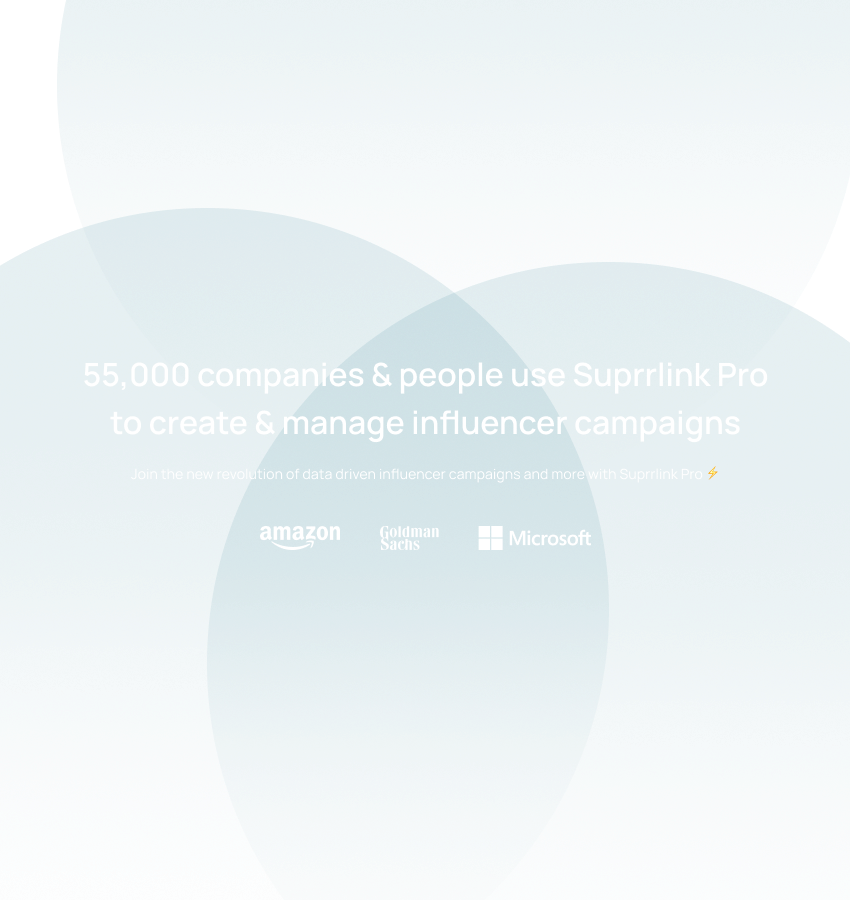 55,000 companies & people use Suprrlink Pro
to create & manage influencer campaigns
Join the new revolution of data driven influencer campaigns and more with Suprrlink Pro ⚡
amazon
Goldman
Sachs
Microsoft